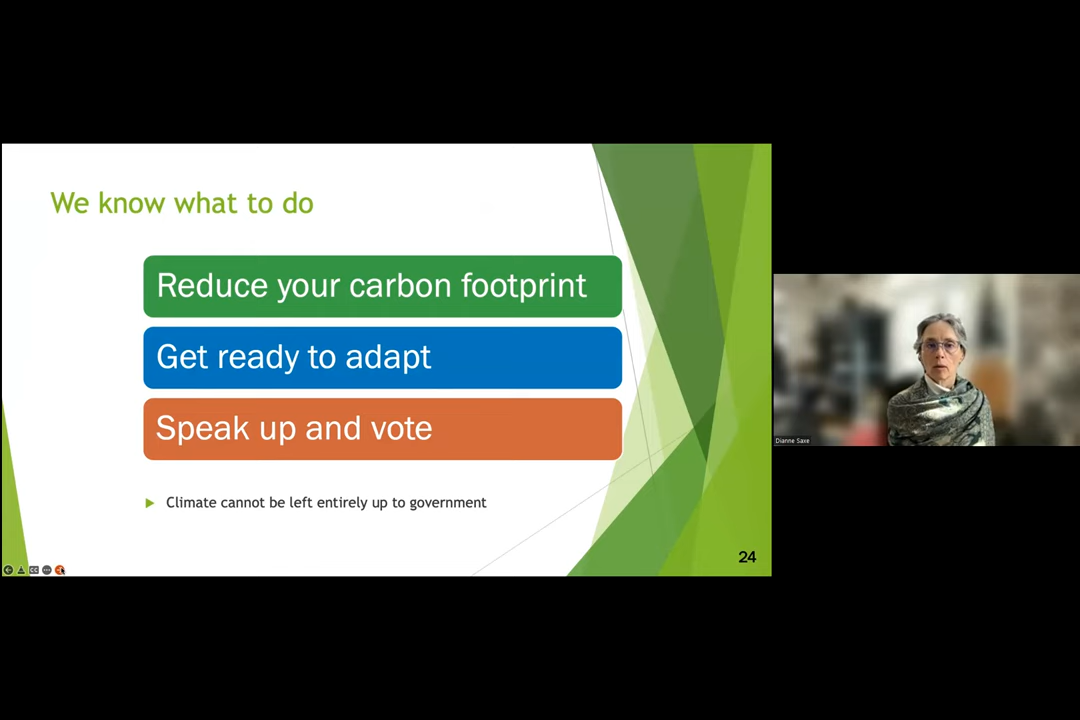 We know what to do
Reduce your carbon footprint
Get ready to adapt
Speak up and vote
Climate cannot be left entirely up to government
24
CC
Dianne Saxe